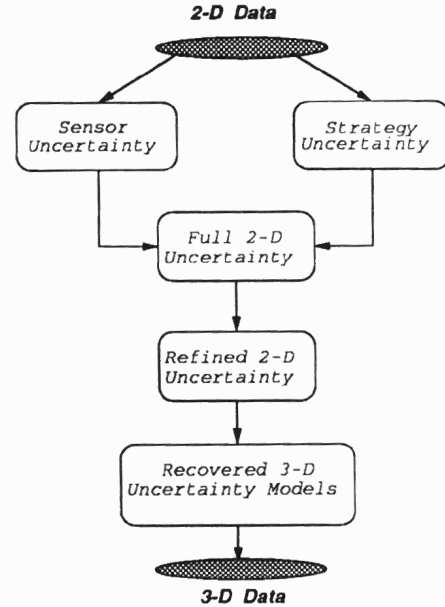 2-D Data
Sensor
Uncertainty
Strategy
Uncertainty
Full 2-D
Uncertainty
Refined 2-D
Uncertainty
Recovered 3-D
Uncertainty Models
3-D Data